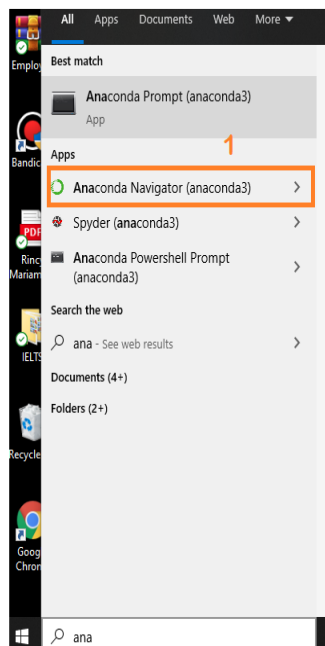 All Apps Documents Web More
Employ
Best match
Anaconda Prompt (anaconda3)
App
Bandic
Apps
1
Anaconda Navigator (anaconda3)
Spyder (anaconda3)
PDF
Rinc
Mariam
Anaconda Powershell Prompt
(anaconda3)
Search the web
ana - See web results
IELTS
Documents (4+)
Folders (2+)
Recycle
Goog
Chron
ana